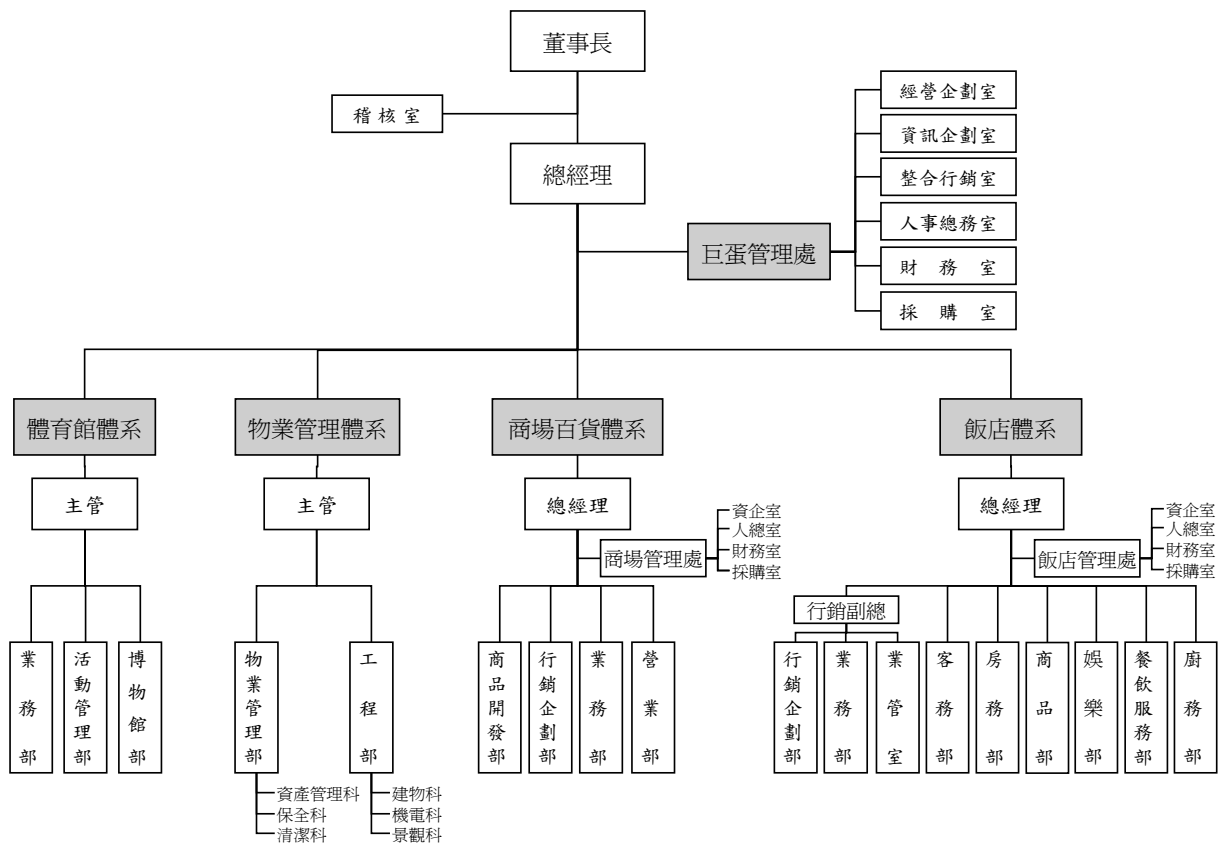 董事長
稽核室
總經理
經營企劃室
資訊企劃室
整合行銷室
人事總務室
財務室
採購室
巨蛋管理處
體育館體系
物業管理體系
商場百貨體系
飯店體系
主管
主管
總經理
總經理
商場管理處
資企室
人總室
財務室
採購室
飯店管理處
資企室
人總室
財務室
採購室
行銷副總
業務部
活動管理部
博物館部
物業管理部
工程部
商品開發部
行銷企劃部
業務部
營業部
行銷企劃部
業務部
業管室
客務部
房務部
商品部
娛樂部
餐飲服務部
廚務部
資產管理科
保全科
清潔科
建物科
機電科
景觀科